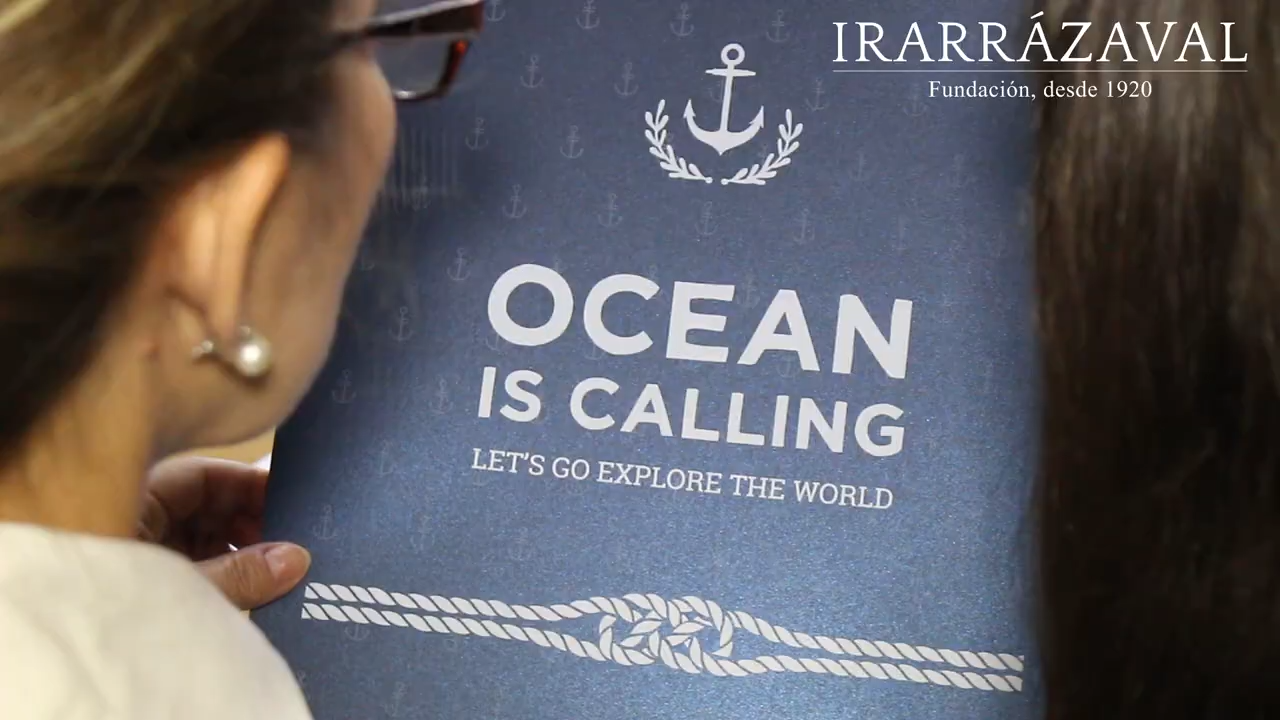 IRARRÁZAVAL
Fundación, desde 1920
OCEAN
IS CALLING
LET'S GO EXPLORE THE WORLD